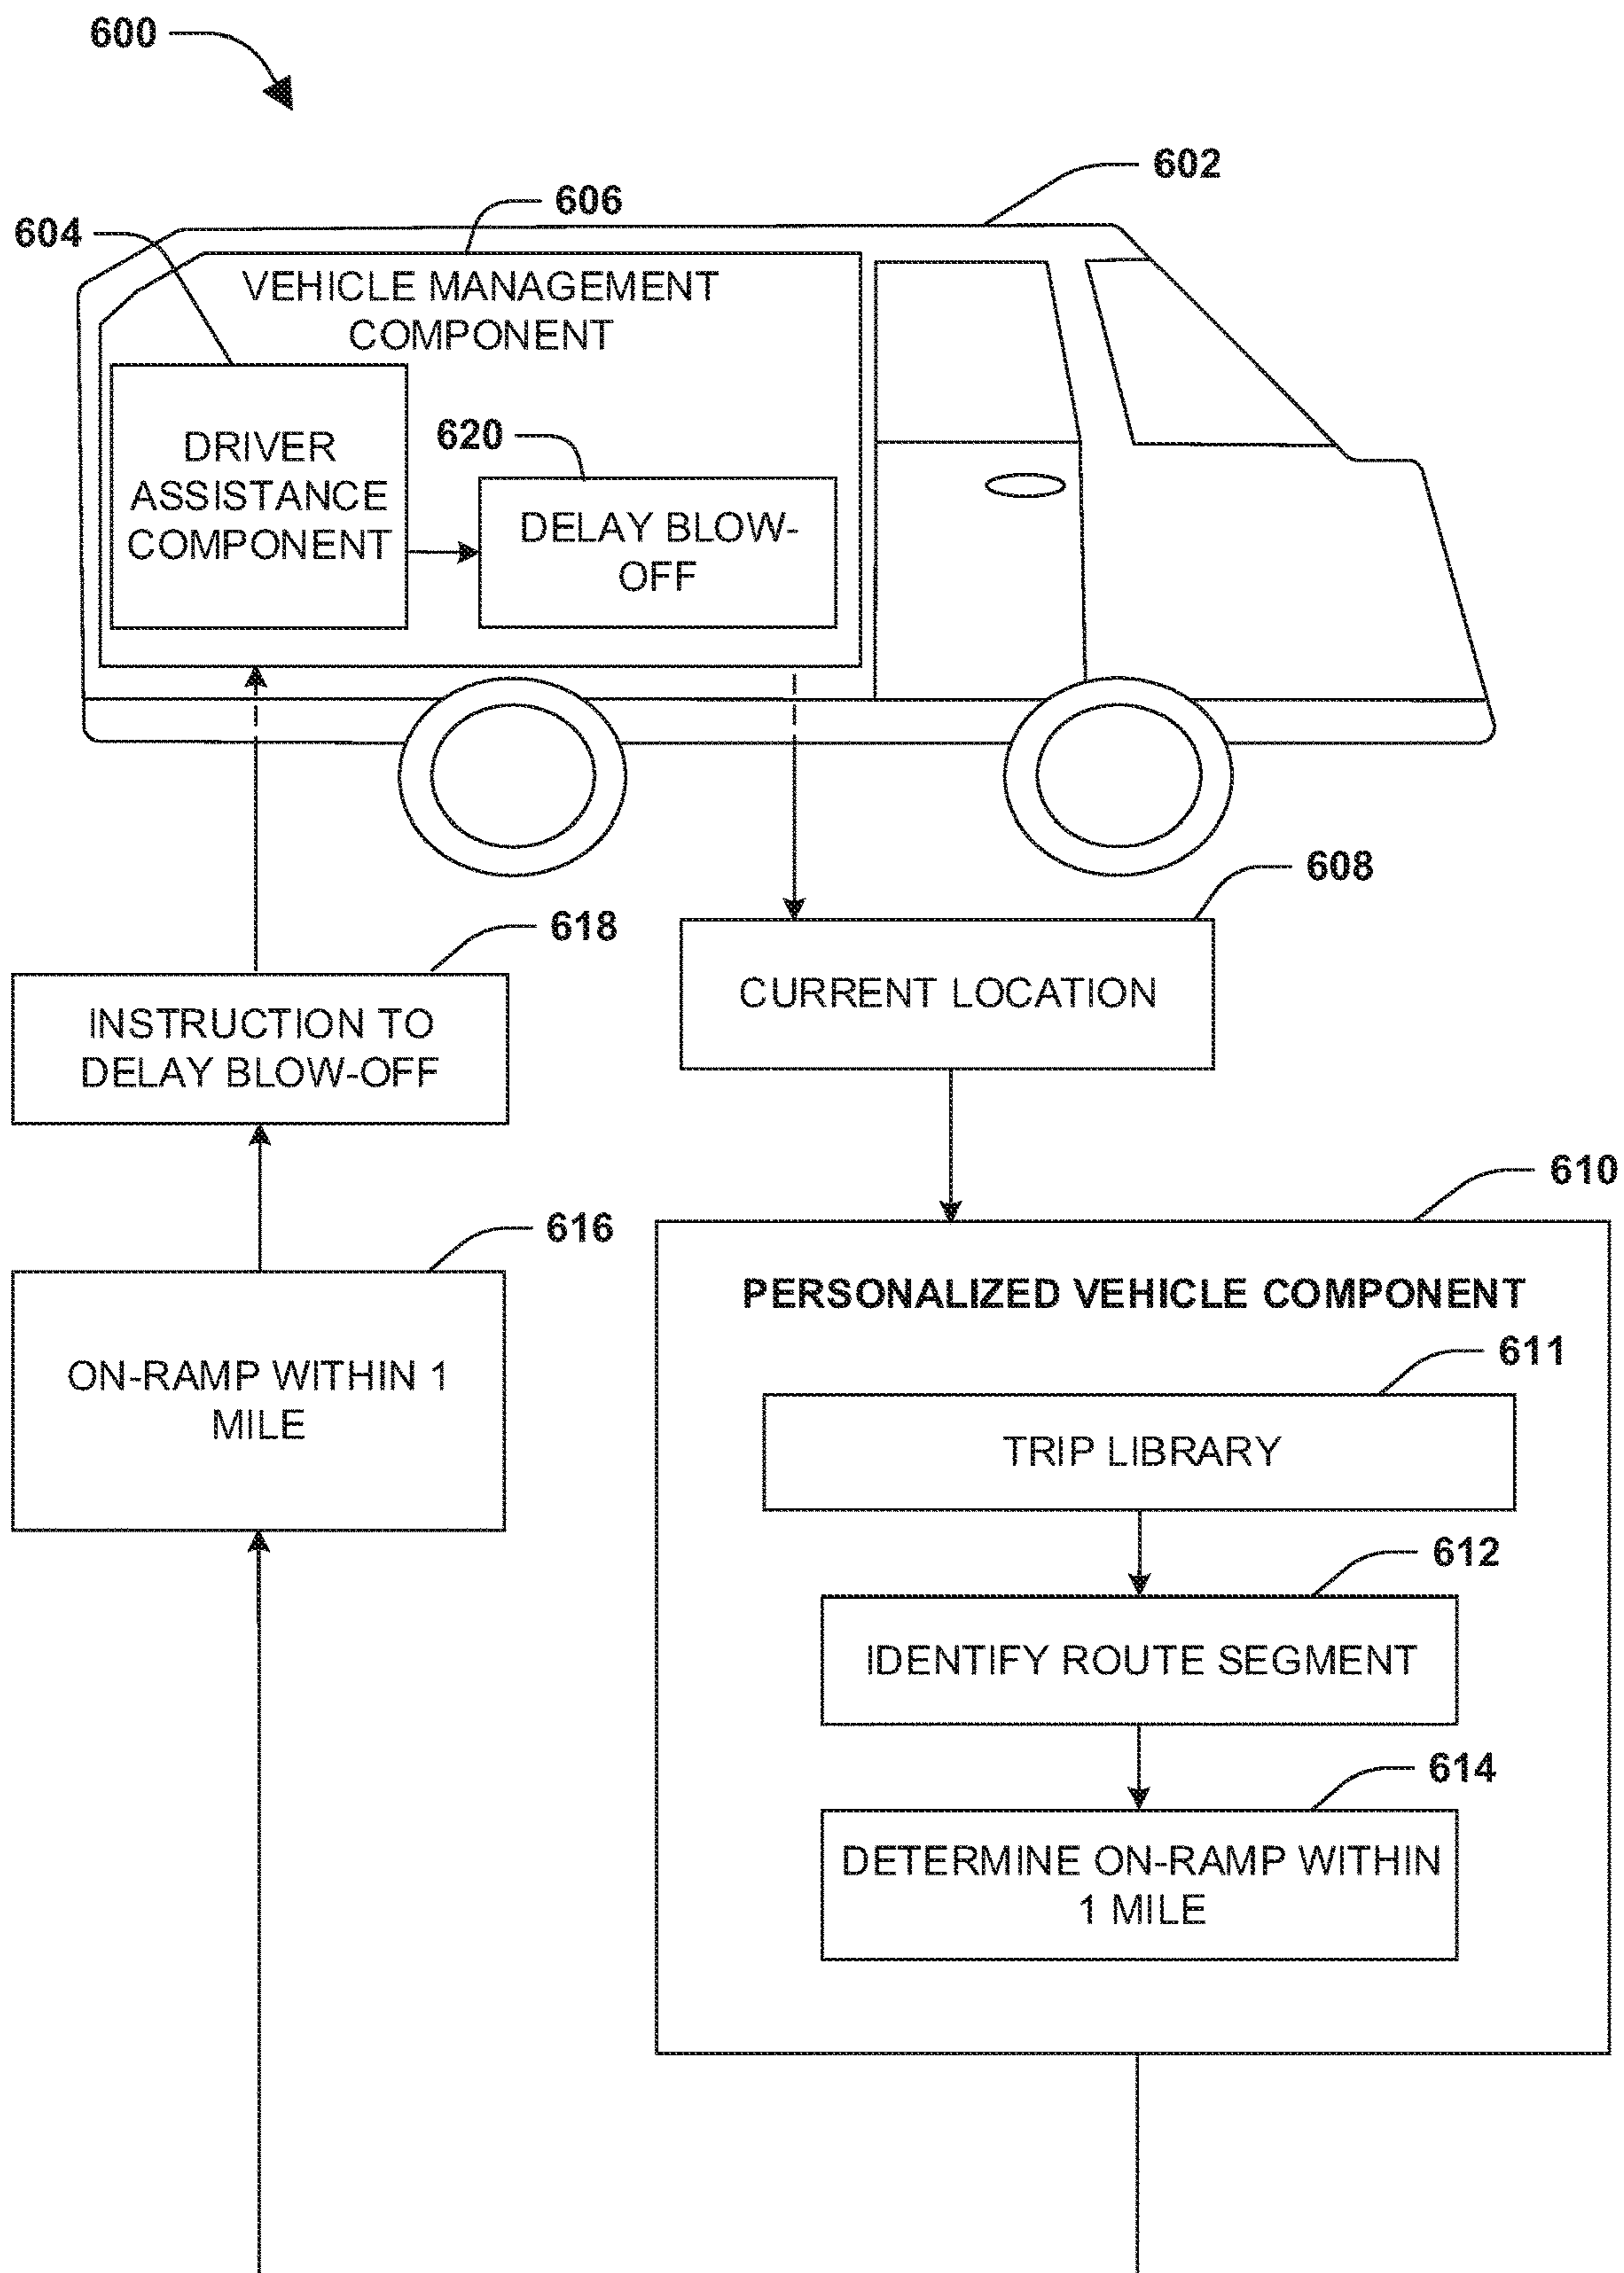 600
602
606
604
VEHICLE MANAGEMENT
COMPONENT
DRIVER
ASSISTANCE
COMPONENT
620
DELAY BLOW-
OFF
608
618
CURRENT LOCATION
INSTRUCTION TO
DELAY BLOW-OFF
610
616
PERSONALIZED VEHICLE COMPONENT
ON-RAMP WITHIN 1
MILE
611
TRIP LIBRARY
612
IDENTIFY ROUTE SEGMENT
614
DETERMINE ON-RAMP WITHIN
1 MILE